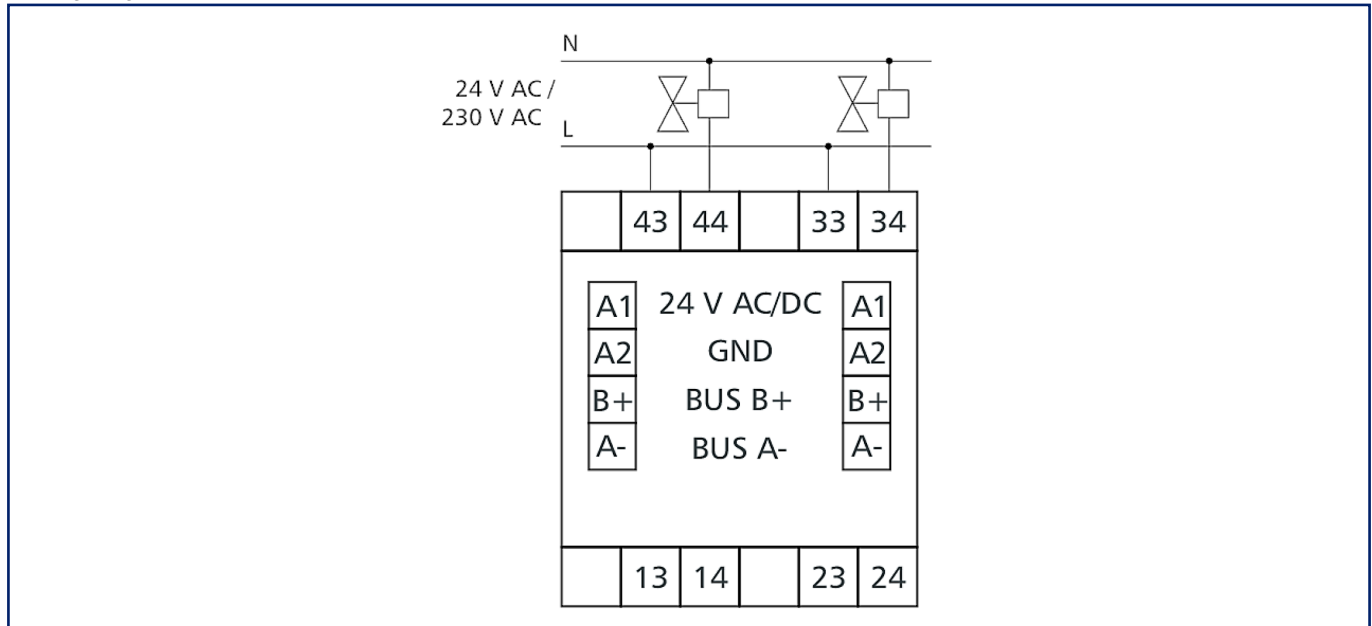 N
24 V AC /
230 V AC
L
43 44 33 34
A1 24 V AC/DC A1
A2 GND A2
B+ BUS B+ B+
A- BUS A- A-
13 14 23 24